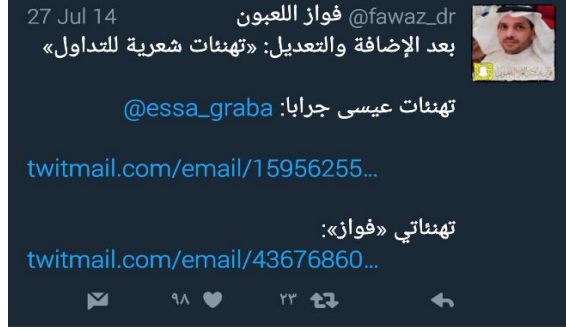 فواز اللعبون @fawaz_dr 27 Jul 14
بعد الإضافة والتعديل: «تهنئات شعرية للتداول»
تهنئات عيسى جرابا: @essa_graba
twitmail.com/email/15956255...
تهنئاتي «فواز»:
twitmail.com/email/43676860...
٢٣ ٩٨